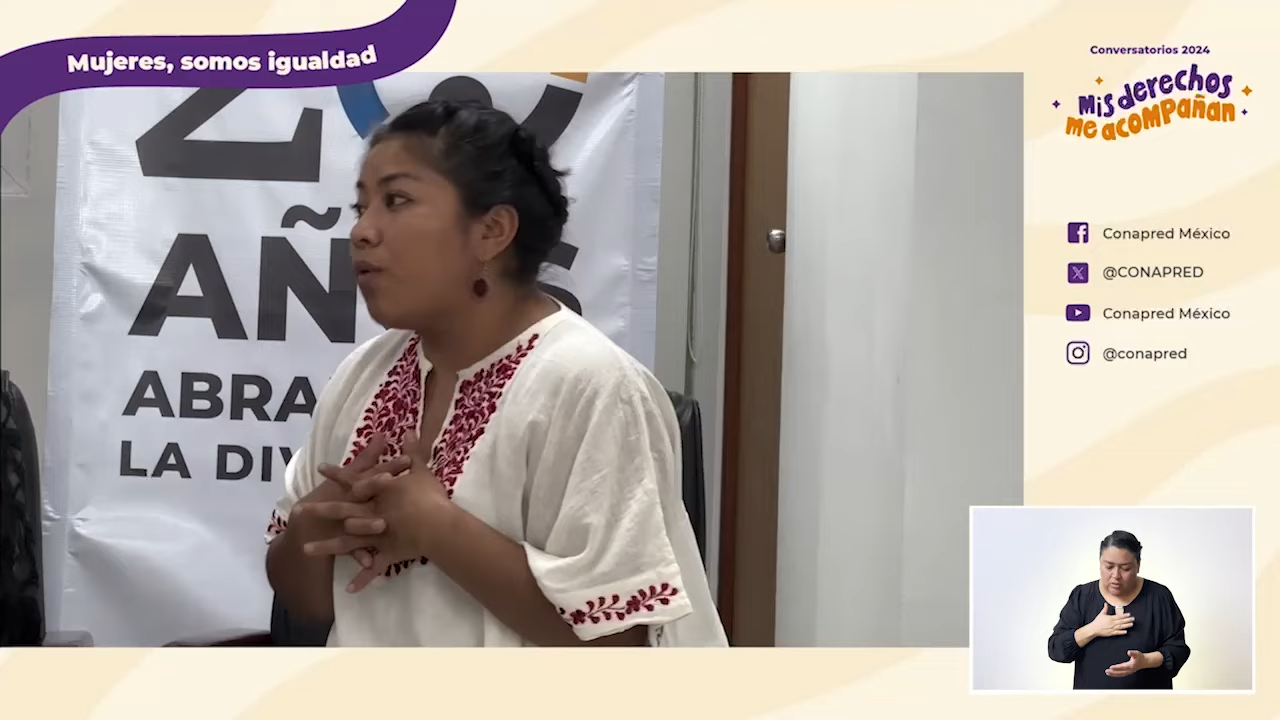 Mujeres, somos igualdad
Conversatorios 2024
Mis derechos
me acompañan
Conapred México
@CONAPRED
Conapred México
@conapred
AÑ S
ABRA
LA DIV